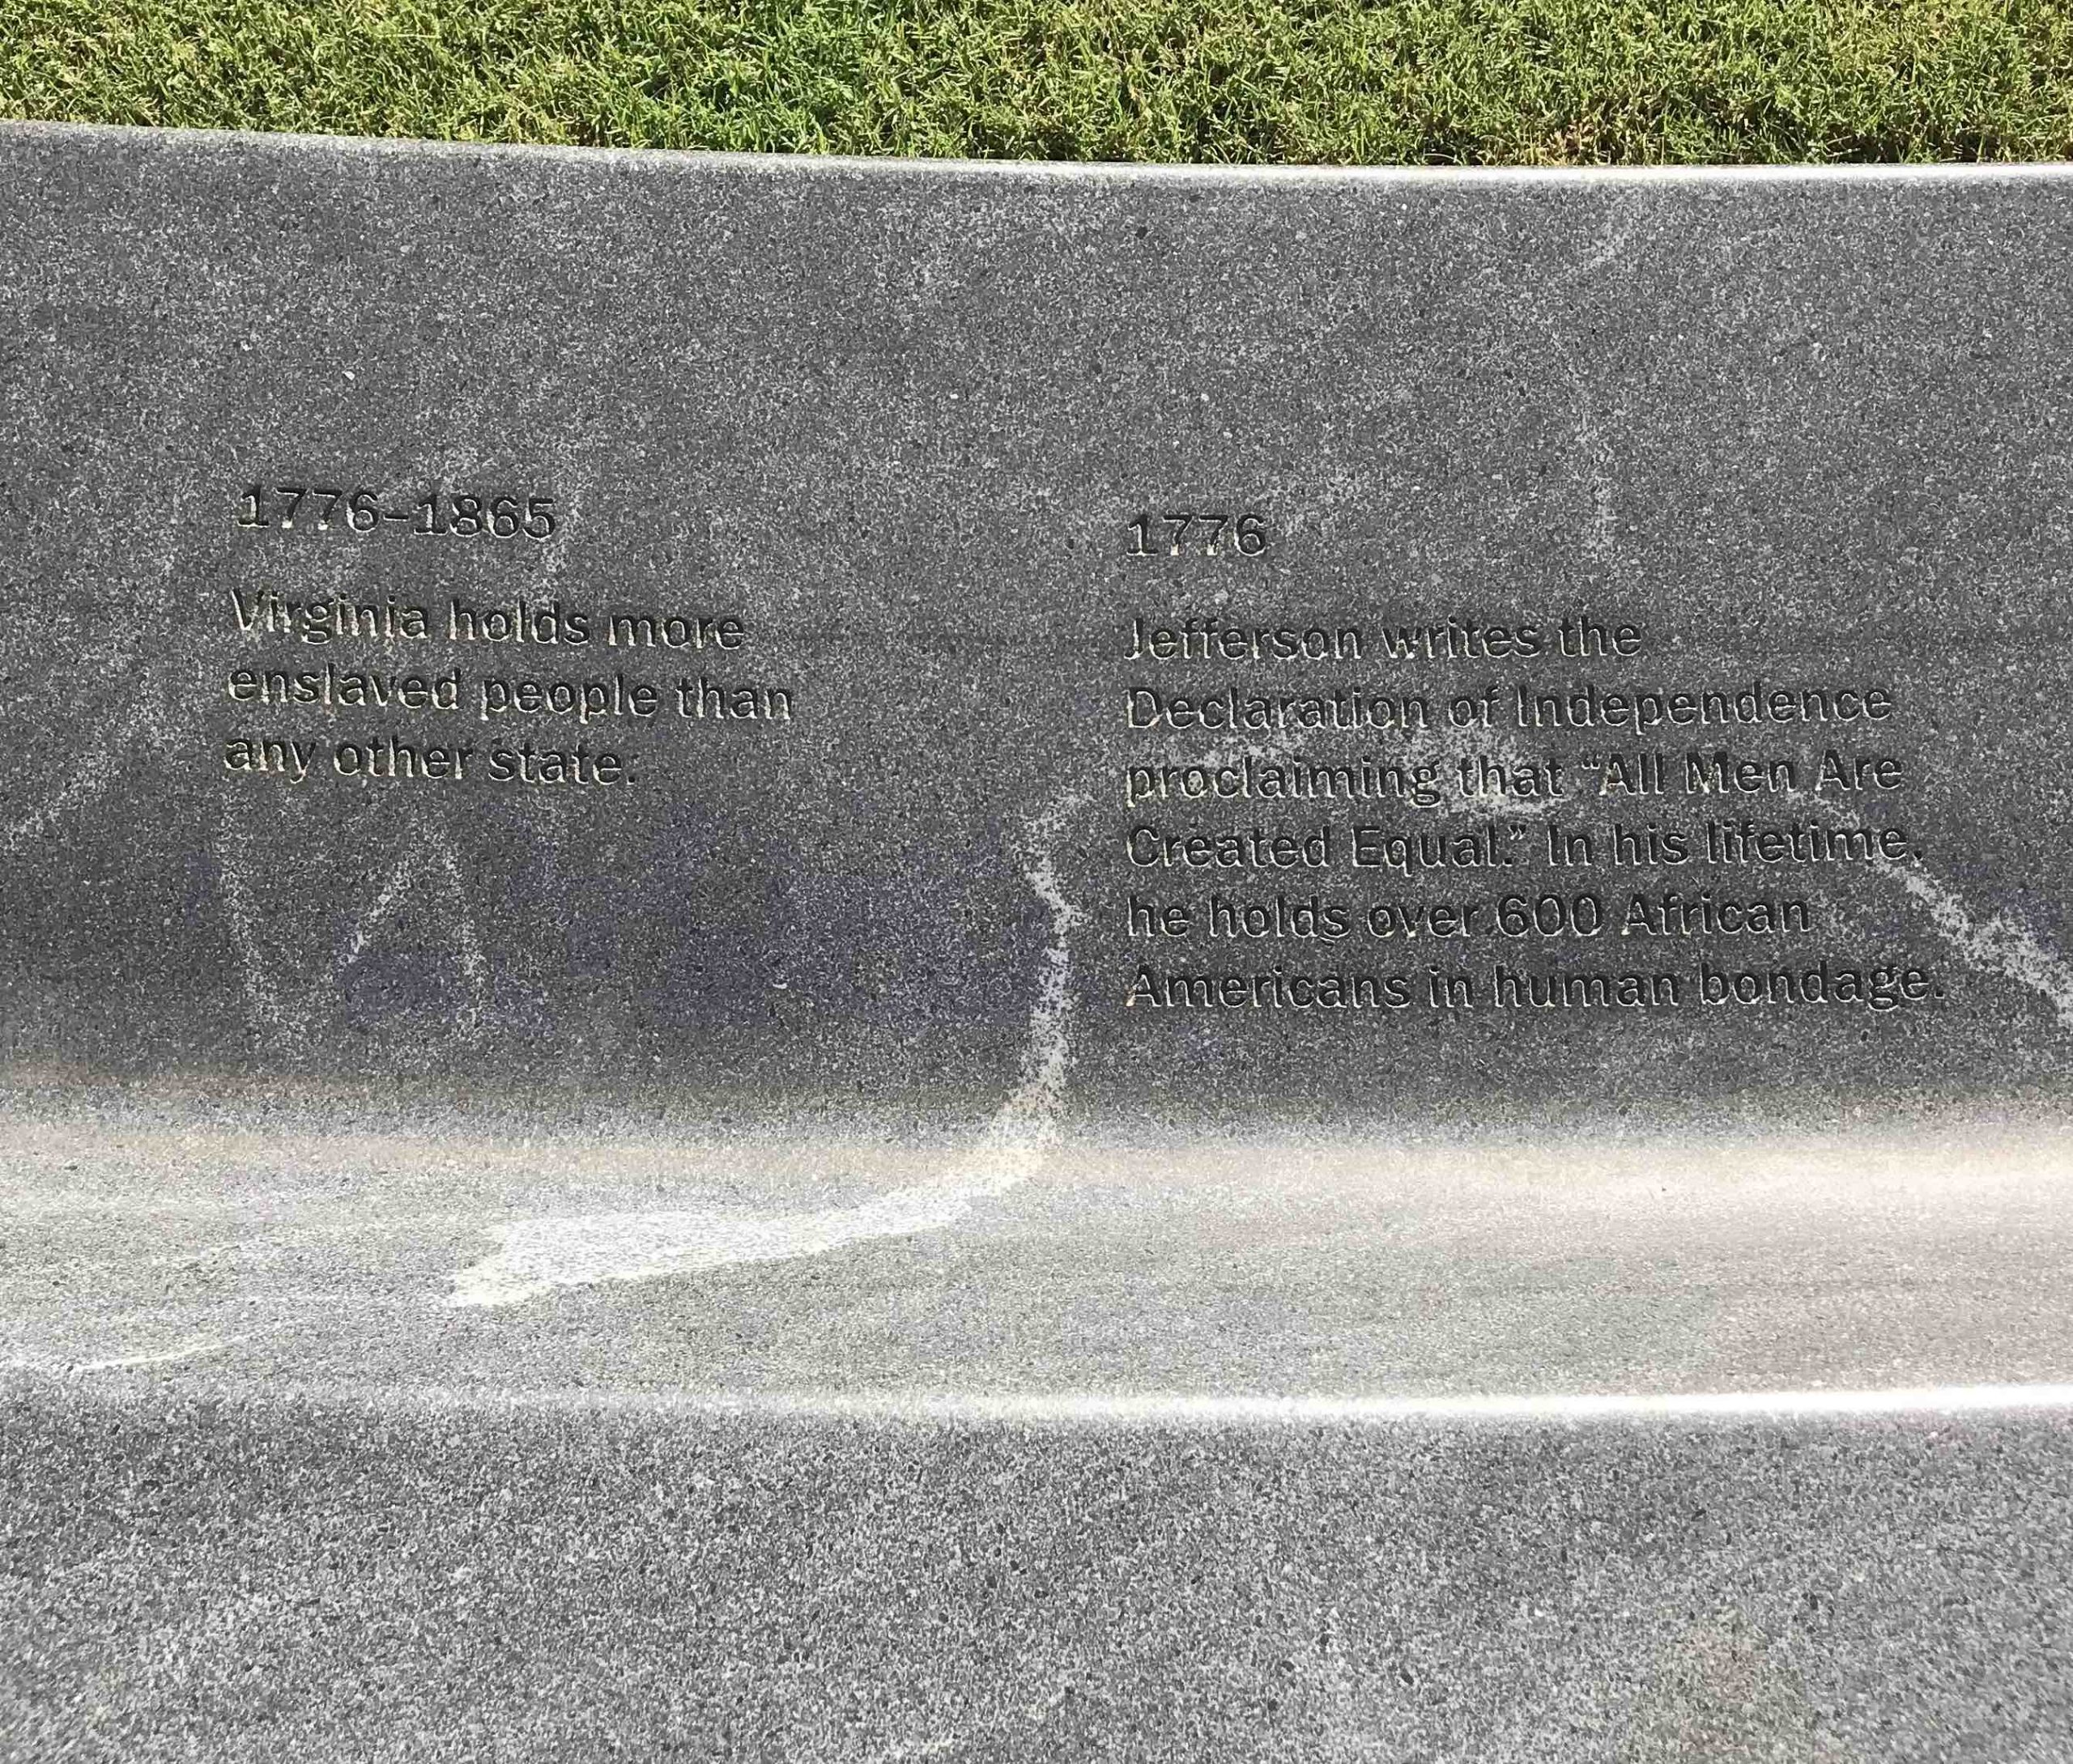 1776–1865
Virginia holds more
enslaved people than
any other state.
1776
Jefferson writes the
Declaration of Independence
proclaiming that “All Men Are
Created Equal.” In his lifetime,
he holds over 600 African
Americans in human bondage.